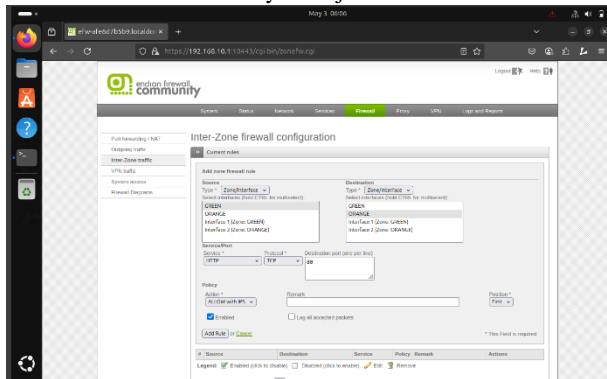 May 3 06:06
efw-afe6d7b5b9.localdo
https://192.168.10.1:10443/cgi-bin/zonefw.cgi
Logout Help
endian firewall
community
System Status Network Services Firewall Proxy VPN Logs and Reports
Port forwarding / NAT
Outgoing traffic
Inter-Zone traffic
VPN traffic
System access
Firewall Diagrams
Inter-Zone firewall configuration
Current rules
Add zone firewall rule
Source Destination
Type * Zone/Interface Type * Zone/Interface
Select interfaces (hold CTRL for multiselect) Select interfaces (hold CTRL for multiselect)
GREEN GREEN
ORANGE ORANGE
Interface 1 (Zone: GREEN) Interface 1 (Zone: GREEN)
Interface 2 (Zone: ORANGE) Interface 2 (Zone: ORANGE)
Service/Port
Service * Protocol * Destination port (one per line)
HTTP TCP 80
Policy
Action * Remark Position *
ALLOW with IPS First
Enabled Log all accepted packets
Add Rule or Cancel * This Field is required.
# Source Destination Service Policy Remark Actions
Legend: Enabled (click to disable) Disabled (click to enable) Edit Remove